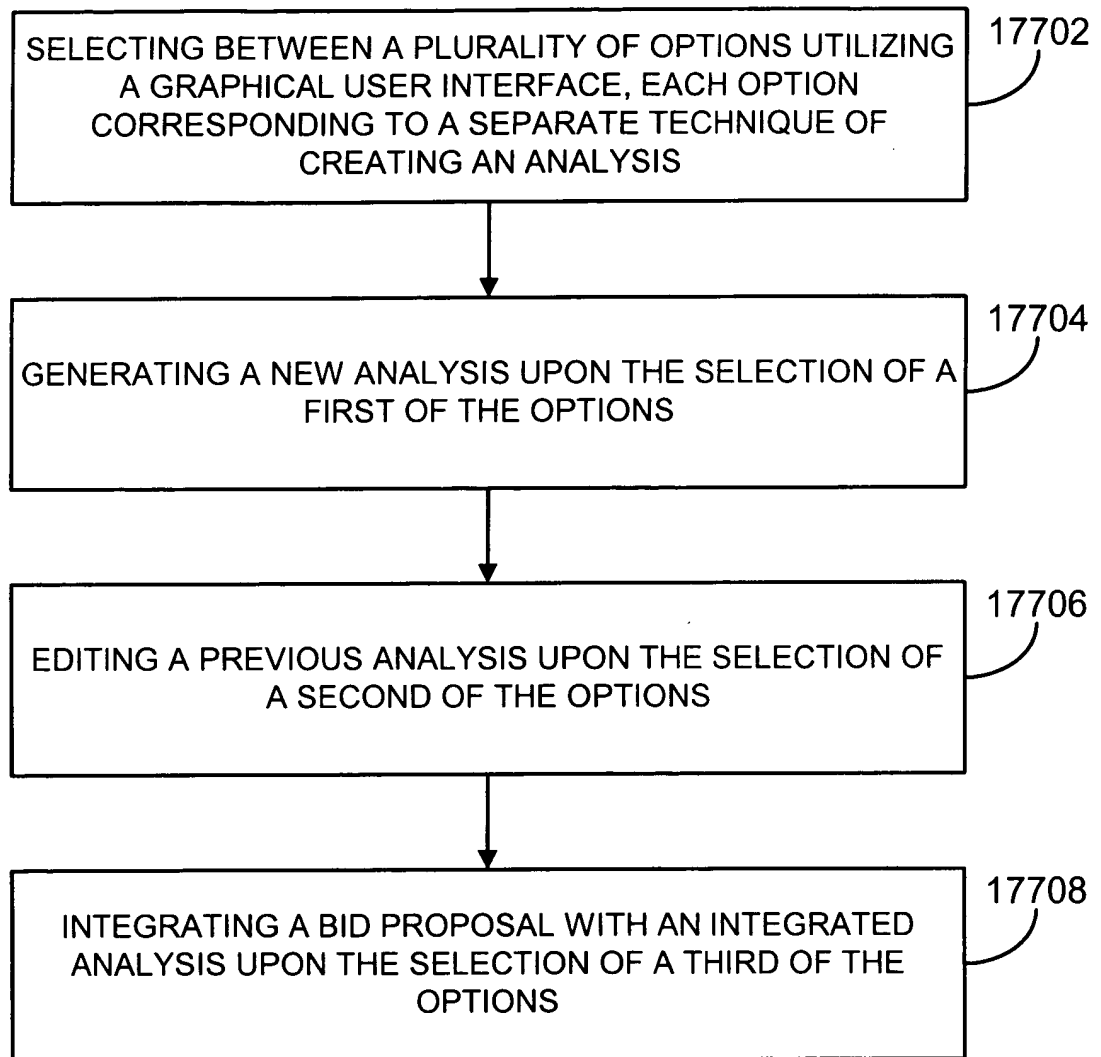 SELECTING BETWEEN A PLURALITY OF OPTIONS UTILIZING
A GRAPHICAL USER INTERFACE, EACH OPTION
CORRESPONDING TO A SEPARATE TECHNIQUE OF
CREATING AN ANALYSIS
17702
GENERATING A NEW ANALYSIS UPON THE SELECTION OF A
FIRST OF THE OPTIONS
17704
EDITING A PREVIOUS ANALYSIS UPON THE SELECTION OF
A SECOND OF THE OPTIONS
17706
INTEGRATING A BID PROPOSAL WITH AN INTEGRATED
ANALYSIS UPON THE SELECTION OF A THIRD OF THE
OPTIONS
17708